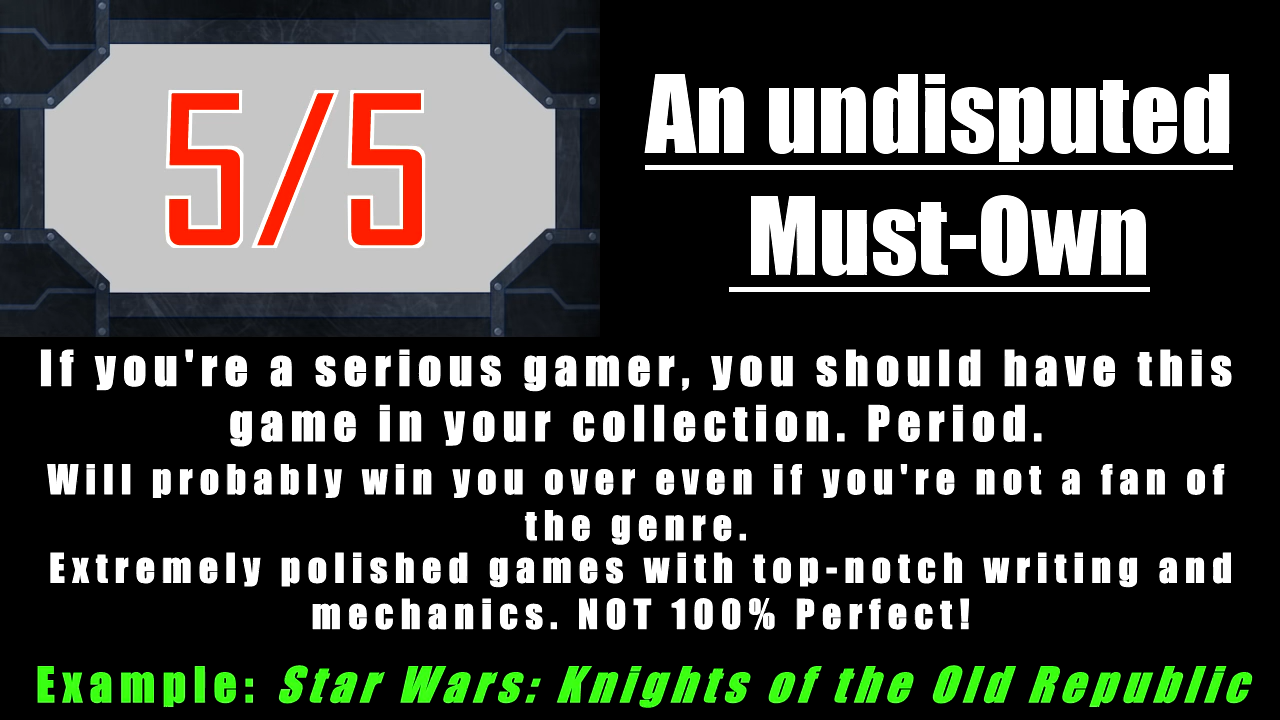 5/5
An undisputed
Must-Own
If you're a serious gamer, you should have this
game in your collection. Period.
Will probably win you over even if you're not a fan of
the genre.
Extremely polished games with top-notch writing and
mechanics. NOT 100% Perfect!
Example: Star Wars: Knights of the Old Republic